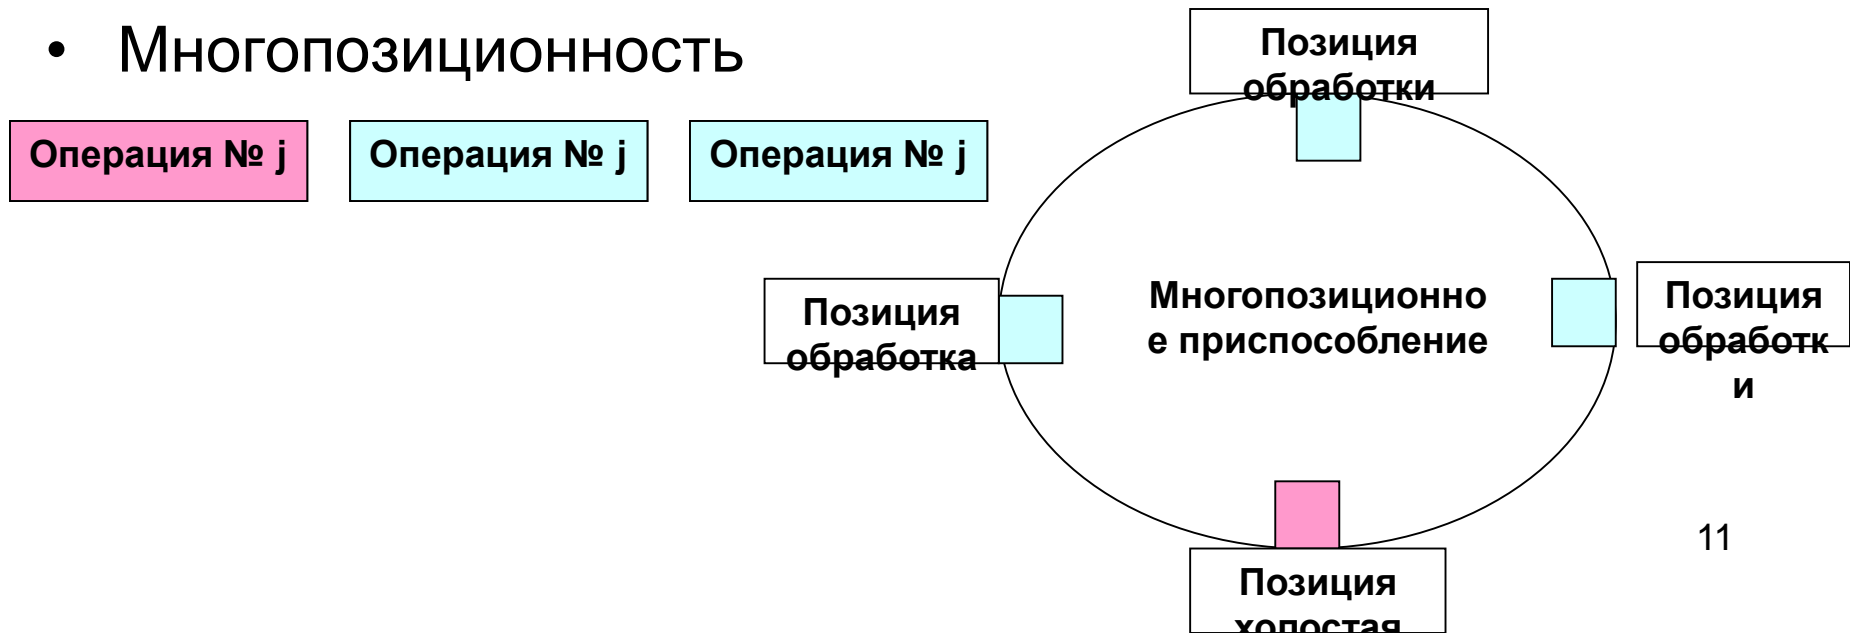 • Многопозиционность
Позиция
обработки
Операция № j
Операция № j
Операция № j
Позиция
обработка
Многопозиционно
е приспособление
Позиция
обработк
и
11
Позиция
холостая